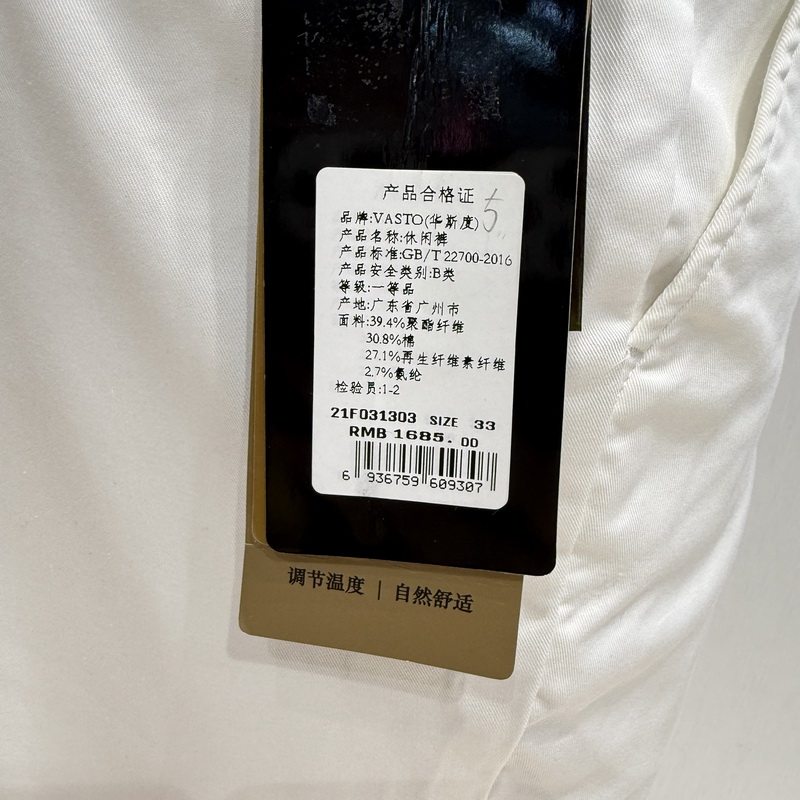 产品合格证
5
品牌:VASTO(华斯度)
产品名称:休闲裤
产品标准:GB/T 22700-2016
产品安全类别:B类
等级:一等品
产地:广东省广州市
面料:39.4%聚酯纤维
30.8%棉
27.1%再生纤维素纤维
2.7%氨纶
检验员:1-2
21F031303 SIZE 33
RMB 1685.00
6 936759 609307
调节温度 | 自然舒适